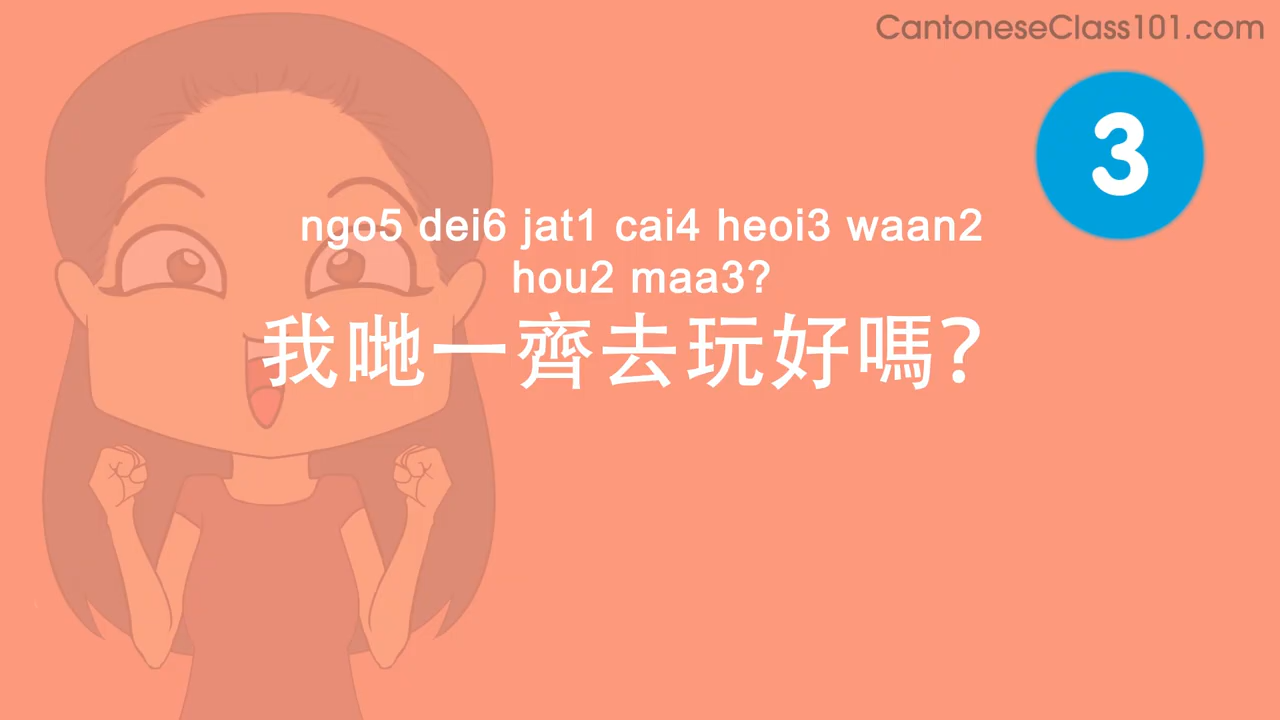 CantoneseClass101.com
3
ngo5 dei6 jat1 cai4 heoi3 waan2
hou2 maa3?
我哋一齊去玩好嗎?